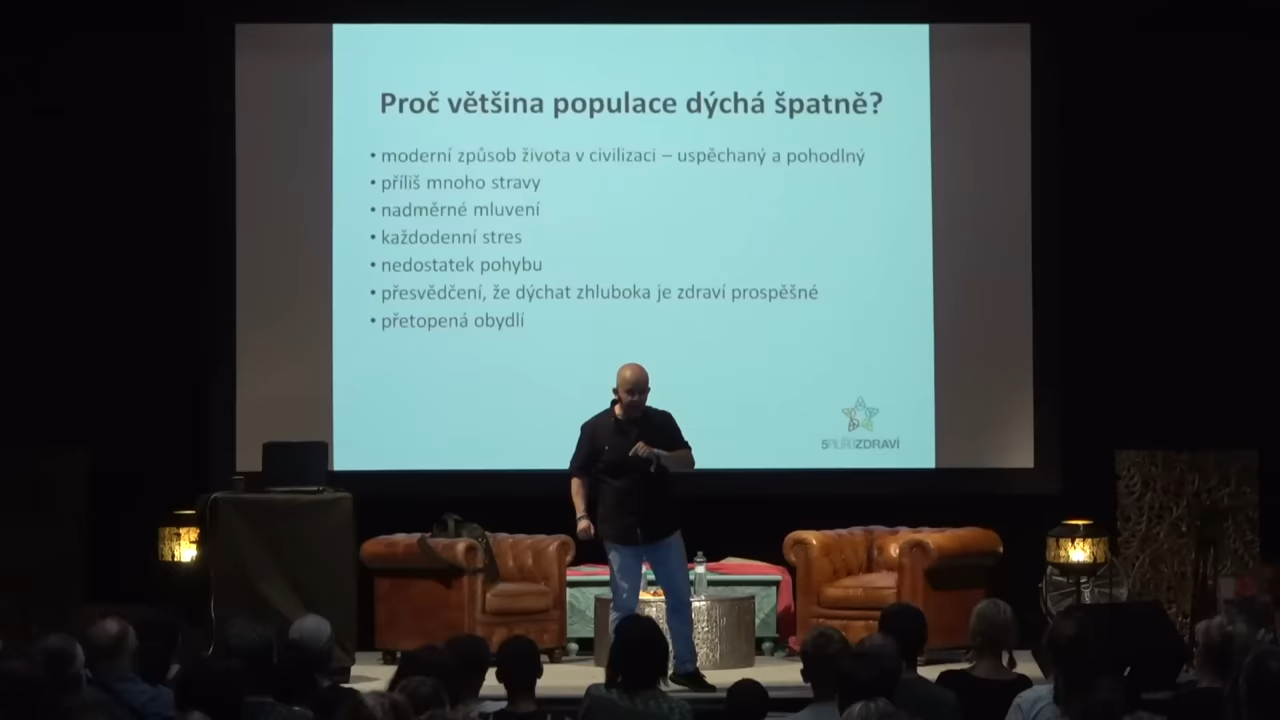 Proč většina populace dýchá špatně?
• moderní způsob života v civilizaci – uspěchaný a pohodlný
• příliš mnoho stravy
• nadměrné mluvení
• každodenní stres
• nedostatek pohybu
• přesvědčení, že dýchat zhluboka je zdraví prospěšné
• přetopená obydlí
5PILÍŘŮZDRAVÍ